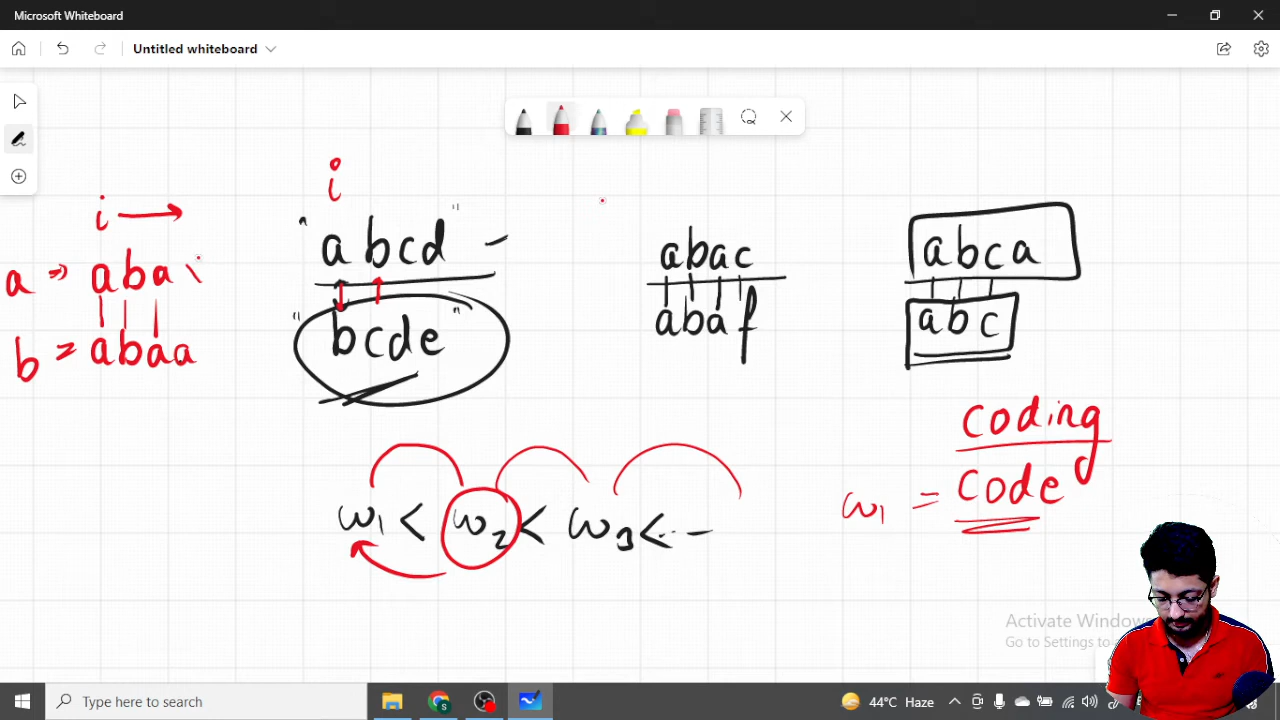 Microsoft Whiteboard
Untitled whiteboard
i
i
a ⇒ aba
b = abaa
"abcd" -
"bcde"
abac
abaf
abca
abc
coding
w1 = code
w1 < w2 < w3 < --
Activate Windows
Go to Settings to a
Type here to search
44°C Haze